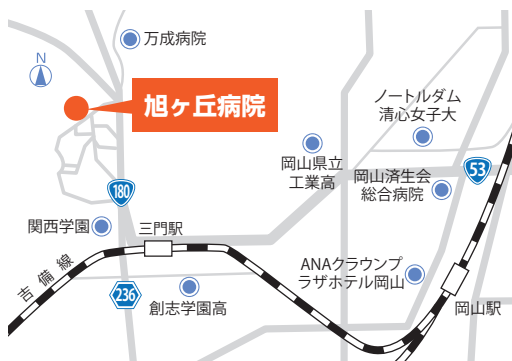 万成病院
N
旭ヶ丘病院
ノートルダム
清心女子大
岡山県立
工業高
岡山済生会
総合病院
53
180
関西学園
三門駅
吉備線
236
創志学園高
ANAクラウンプ
ラザホテル岡山
岡山駅